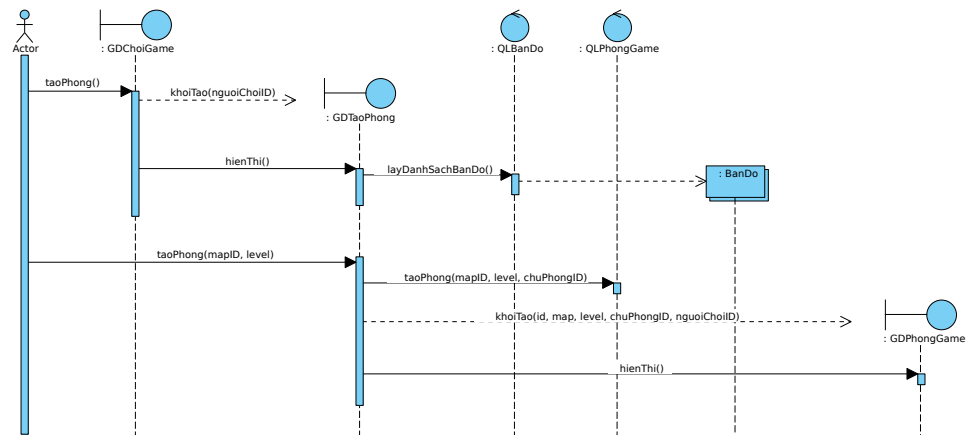 Actor
: GDChoiGame
: QLBanDo
: QLPhongGame
taoPhong()
khoiTao(nguoiChoiID)
: GDTaoPhong
hienThi()
layDanhSachBanDo()
: BanDo
taoPhong(mapID, level)
taoPhong(mapID, level, chuPhongID)
khoiTao(id, map, level, chuPhongID, nguoiChoiID)
: GDPhongGame
hienThi()